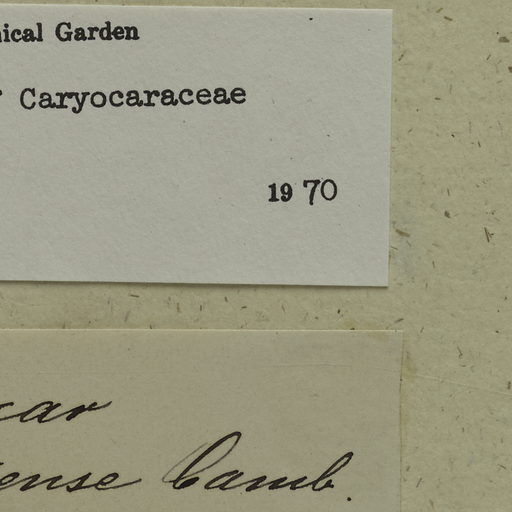 ical Garden
Caryocaraceae
19 70
car
ense Camb.